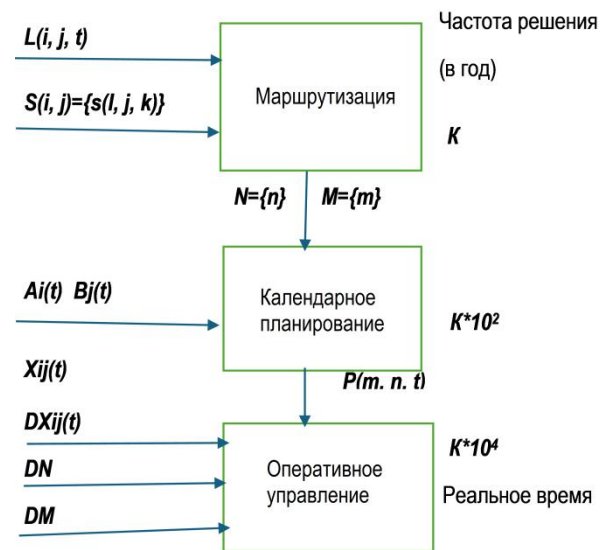 L(i, j, t)
Частота решения
(в год)
Маршрутизация
S(i, j)={s(I, j, k)}
К
N={n} M={m}
Ai(t) Bj(t)
Календарное
планирование
К*10²
Xij(t)
P(m, n, t)
DXij(t)
К*10⁴
DN
Оперативное
управление
Реальное время
DM